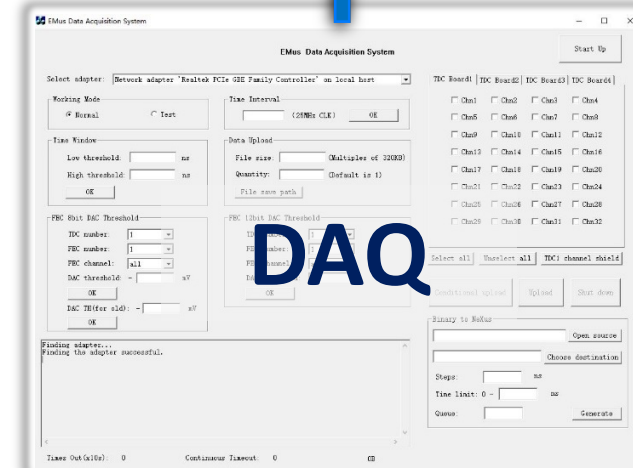 EMus Data Acquisition System
EMus Data Acquisition System
Start Up
Select adapter: Network adapter 'Realtek PCIe GBE Family Controller' on local host
TDC Board1 TDC Board2 TDC Board3 TDC Board4
Working Mode
Normal Test
Time Interval
(25MHz CLK) OK
Time Window
Low threshold: ns
High threshold: ns
OK
Data Upload
File size: (Multiples of 320KB)
Quantity: (Default is 1)
File save path
Chn1 Chn2 Chn3 Chn4
Chn5 Chn6 Chn7 Chn8
Chn9 Chn10 Chn11 Chn12
Chn13 Chn14 Chn15 Chn16
Chn17 Chn18 Chn19 Chn20
Chn21 Chn22 Chn23 Chn24
Chn25 Chn26 Chn27 Chn28
Chn29 Chn30 Chn31 Chn32
FEC 8bit DAC Threshold
TDC number: 1
FEC number: 1
FEC channel: all
DAC threshold: - mV
OK
DAC TH(for old): - mV
OK
FEC 12bit DAC Threshold
DAQ
OK
Select all Unselect all TDC1 channel shield
Conditional upload Upload Shut down
Binary to NeXus
Open source
Choose destination
Steps: ns
Time limit: 0 - ns
Queue: Generate
Finding adapter...
Finding the adapter successful.
Times Out(x10s): 0 Continuous Timeout: 0